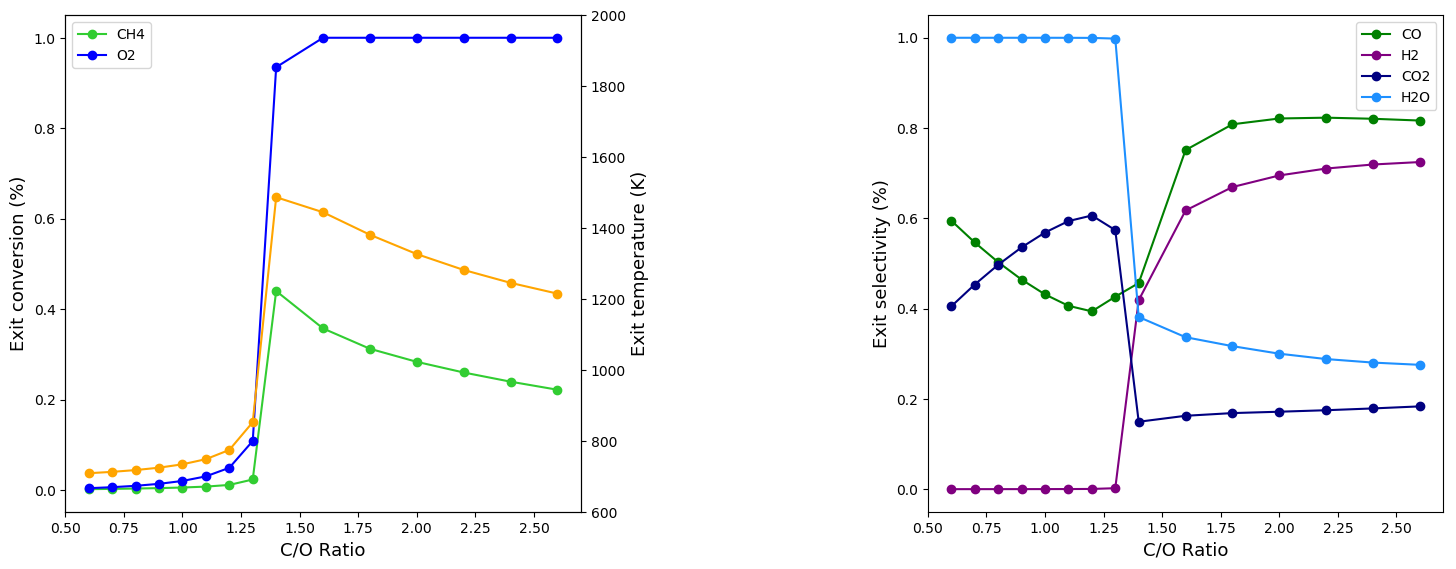 CH4
O2
1.0
0.8
0.6
0.4
0.2
0.0
Exit conversion (%)
0.50 0.75 1.00 1.25 1.50 1.75 2.00 2.25 2.50
C/O Ratio
2000
1800
1600
1400
1200
1000
800
600
Exit temperature (K)
CO
H2
CO2
H2O
1.0
0.8
0.6
0.4
0.2
0.0
Exit selectivity (%)
0.50 0.75 1.00 1.25 1.50 1.75 2.00 2.25 2.50
C/O Ratio